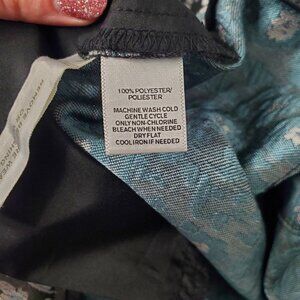 100% POLYESTER/
POLIESTER
MACHINE WASH COLD
GENTLE CYCLE
ONLY NON-CHLORINE
BLEACH WHEN NEEDED
DRY FLAT
COOL IRON IF NEEDED